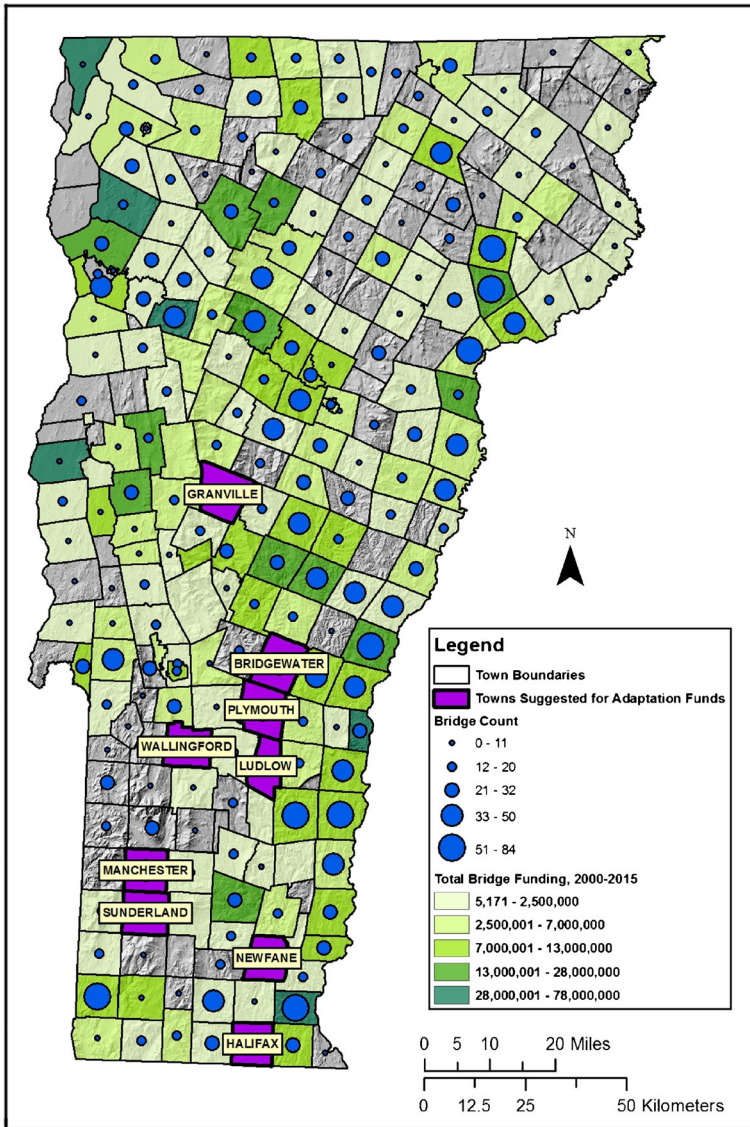 GRANVILLE
N
BRIDGEWATER
PLYMOUTH
WALLINGFORD
LUDLOW
MANCHESTER
SUNDERLAND
NEWFANE
HALIFAX
Legend
Town Boundaries
Towns Suggested for Adaptation Funds
Bridge Count
0 - 11
12 - 20
21 - 32
33 - 50
51 - 84
Total Bridge Funding, 2000-2015
5,171 - 2,500,000
2,500,001 - 7,000,000
7,000,001 - 13,000,000
13,000,001 - 28,000,000
28,000,001 - 78,000,000
0 5 10 20 Miles
0 12.5 25 50 Kilometers